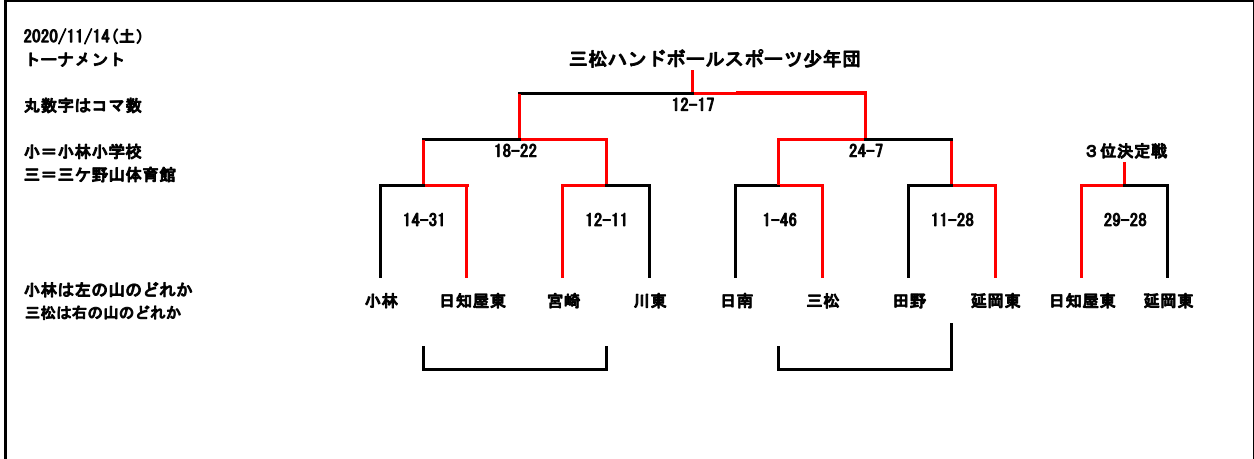 2020/11/14(土)
トーナメント
三松ハンドボールスポーツ少年団
丸数字はコマ数
12-17
小=小林小学校
18-22
24-7
3位決定戦
三=三ケ野山体育館
14-31
12-11
1-46
11-28
29-28
小林は左の山のどれか
三松は右の山のどれか
小林
日知屋東
宮崎
川東
日南
三松
田野
延岡東
日知屋東
延岡東